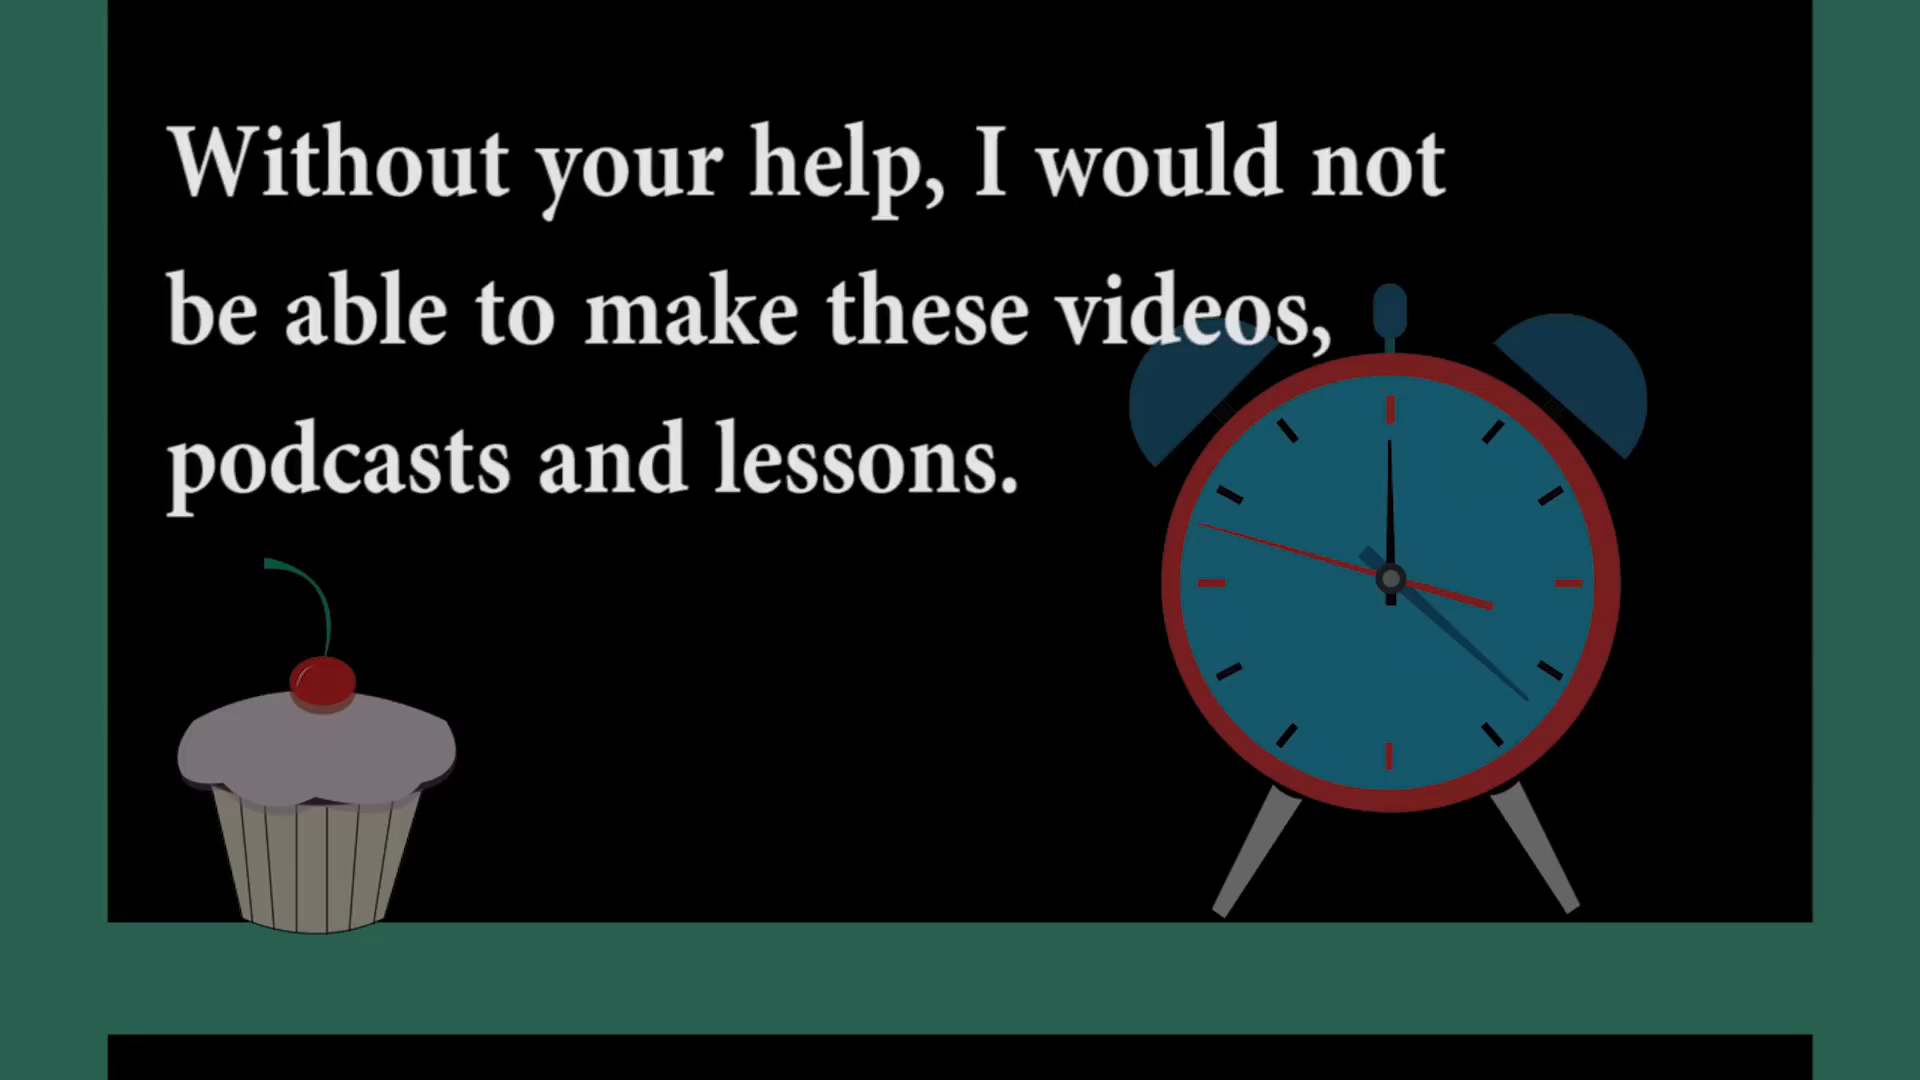 Without your help, I would not
be able to make these videos,
podcasts and lessons.